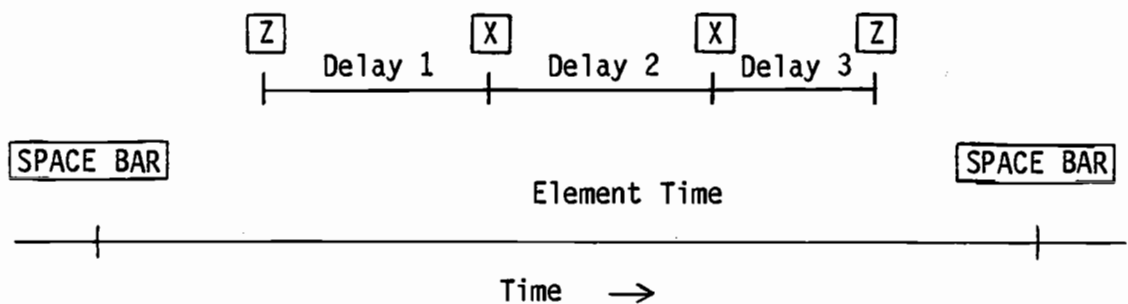 Z X X Z
Delay 1 Delay 2 Delay 3
SPACE BAR SPACE BAR
Element Time
Time →